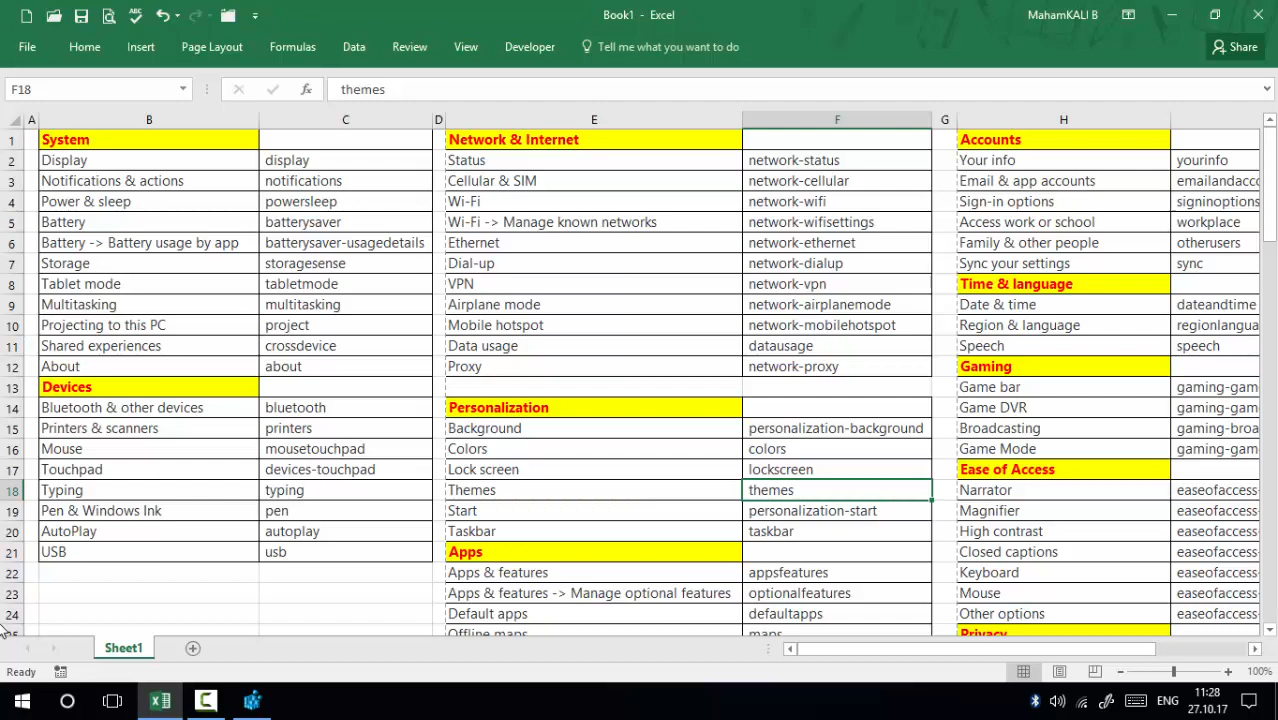 Book1 - Excel
MahamKALI B
File Home Insert Page Layout Formulas Data Review View Developer Tell me what you want to do Share
F18 fx themes
A B C D E F G H
1 System Network & Internet Accounts
2 Display display Status network-status Your info yourinfo
3 Notifications & actions notifications Cellular & SIM network-cellular Email & app accounts emailandacco
4 Power & sleep powersleep Wi-Fi network-wifi Sign-in options signinoptions
5 Battery batterysaver Wi-Fi -> Manage known networks network-wifisettings Access work or school workplace
6 Battery -> Battery usage by app batterysaver-usagedetails Ethernet network-ethernet Family & other people otherusers
7 Storage storagesense Dial-up network-dialup Sync your settings sync
8 Tablet mode tabletmode VPN network-vpn Time & language
9 Multitasking multitasking Airplane mode network-airplanemode Date & time dateandtime
10 Projecting to this PC project Mobile hotspot network-mobilehotspot Region & language regionlangua
11 Shared experiences crossdevice Data usage datausage Speech speech
12 About about Proxy network-proxy Gaming
13 Devices Game bar gaming-gam
14 Bluetooth & other devices bluetooth Personalization Game DVR gaming-gam
15 Printers & scanners printers Background personalization-background Broadcasting gaming-broa
16 Mouse mousetouchpad Colors colors Game Mode gaming-gam
17 Touchpad devices-touchpad Lock screen lockscreen Ease of Access
18 Typing typing Themes themes Narrator easeofaccess-
19 Pen & Windows Ink pen Start personalization-start Magnifier easeofaccess-
20 AutoPlay autoplay Taskbar taskbar High contrast easeofaccess-
21 USB usb Apps Closed captions easeofaccess-
22 Apps & features appsfeatures Keyboard easeofaccess-
23 Apps & features -> Manage optional features optionalfeatures Mouse easeofaccess-
24 Default apps defaultapps Other options easeofaccess-
25 Offline maps maps Privacy
Sheet1
Ready 100%
ENG 11:28
27.10.17